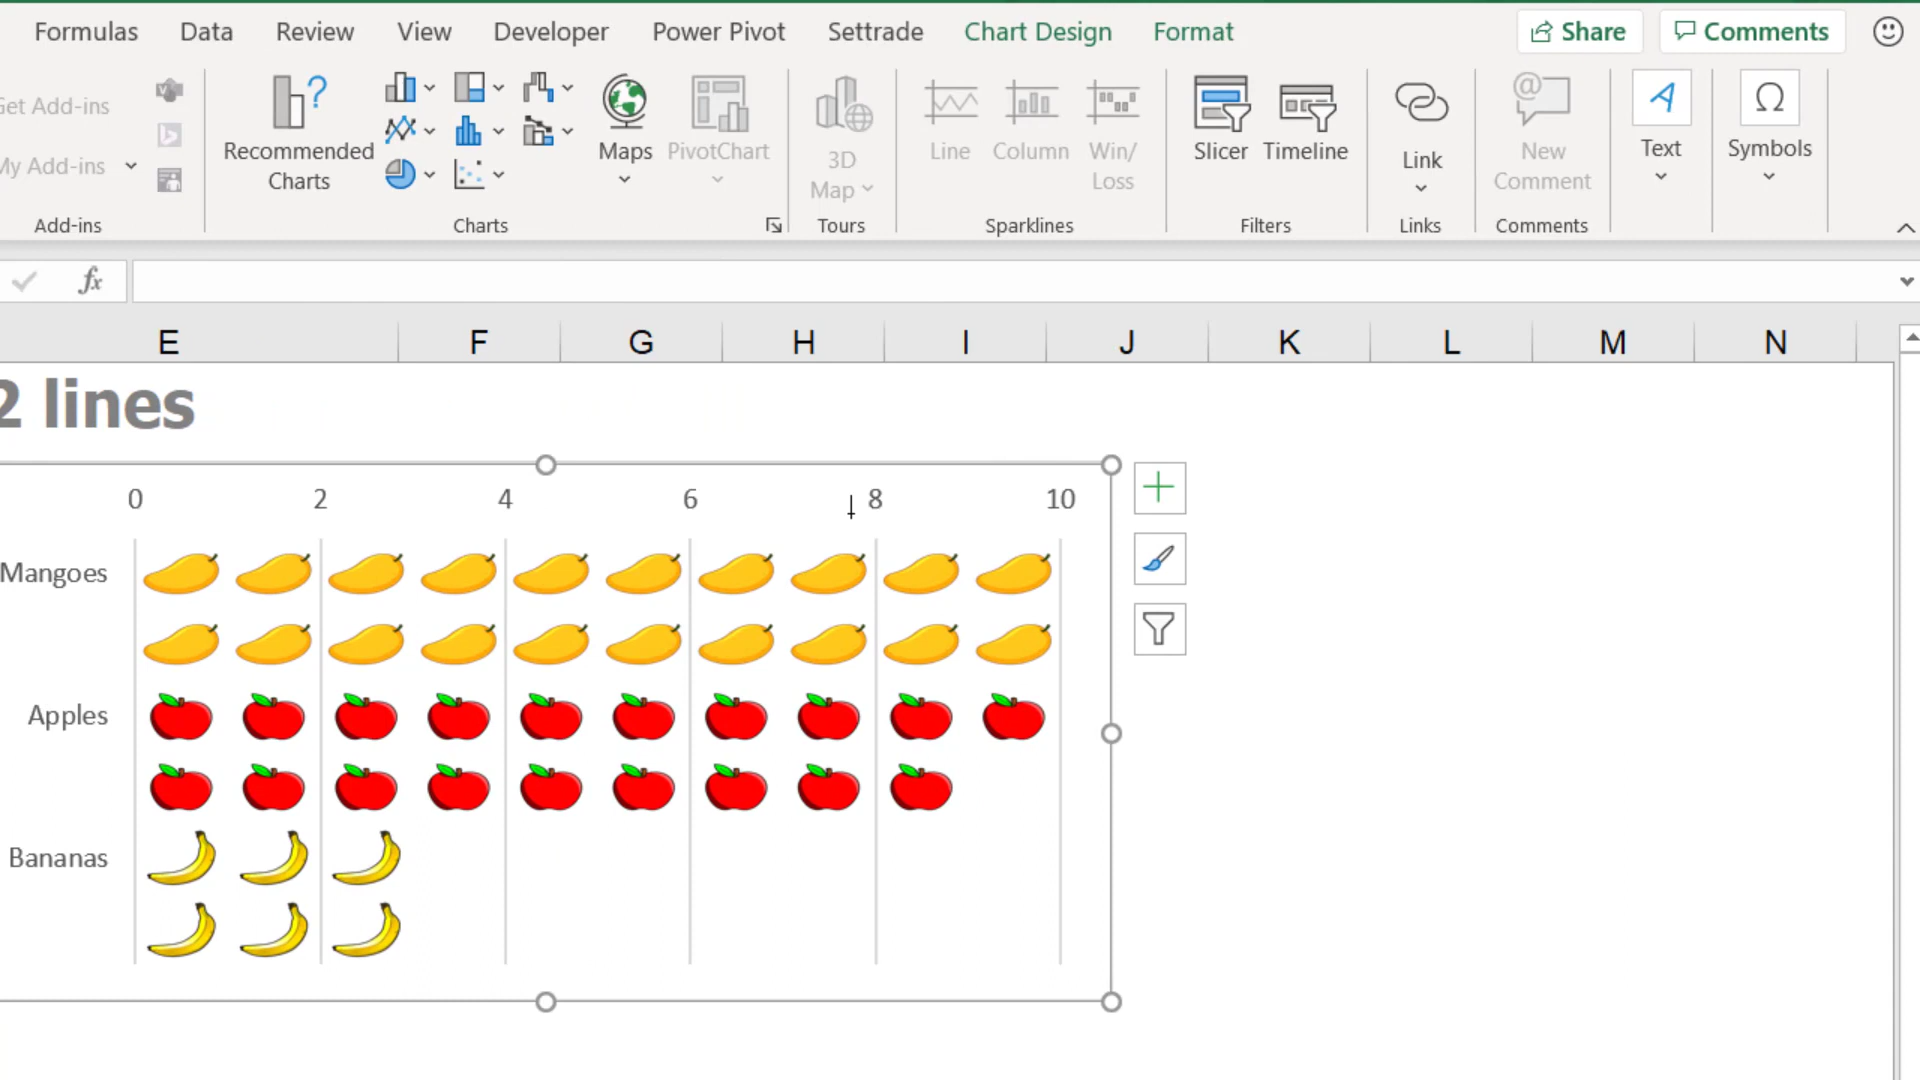 Formulas Data Review View Developer Power Pivot Settrade Chart Design Format Share Comments
Get Add-ins
My Add-ins
Add-ins
Recommended
Charts
Charts
Maps
PivotChart
3D
Map
Tours
Line
Column
Win/
Loss
Sparklines
Slicer
Timeline
Filters
Link
Links
@
New
Comment
Comments
A
Text
Ω
Symbols
fx
E F G H I J K L M N
2 lines
0 2 4 6 8 10
Mangoes
Apples
Bananas